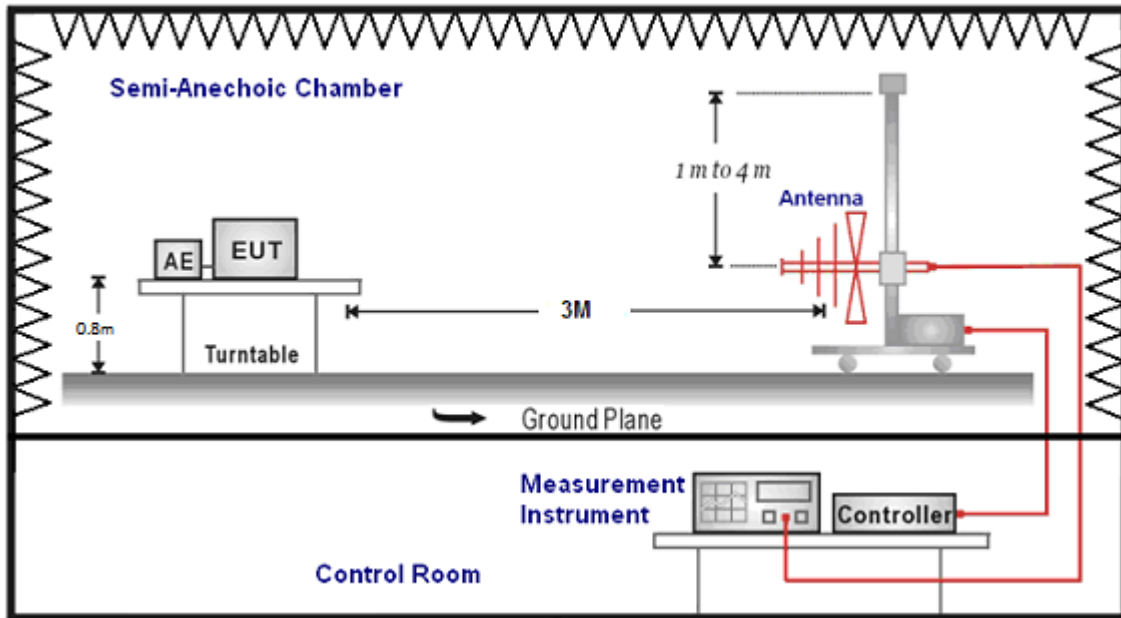 Semi-Anechoic Chamber
1 m to 4 m
Antenna
AE
EUT
0.8m
3M
Turntable
Ground Plane
Measurement
Instrument
Controller
Control Room